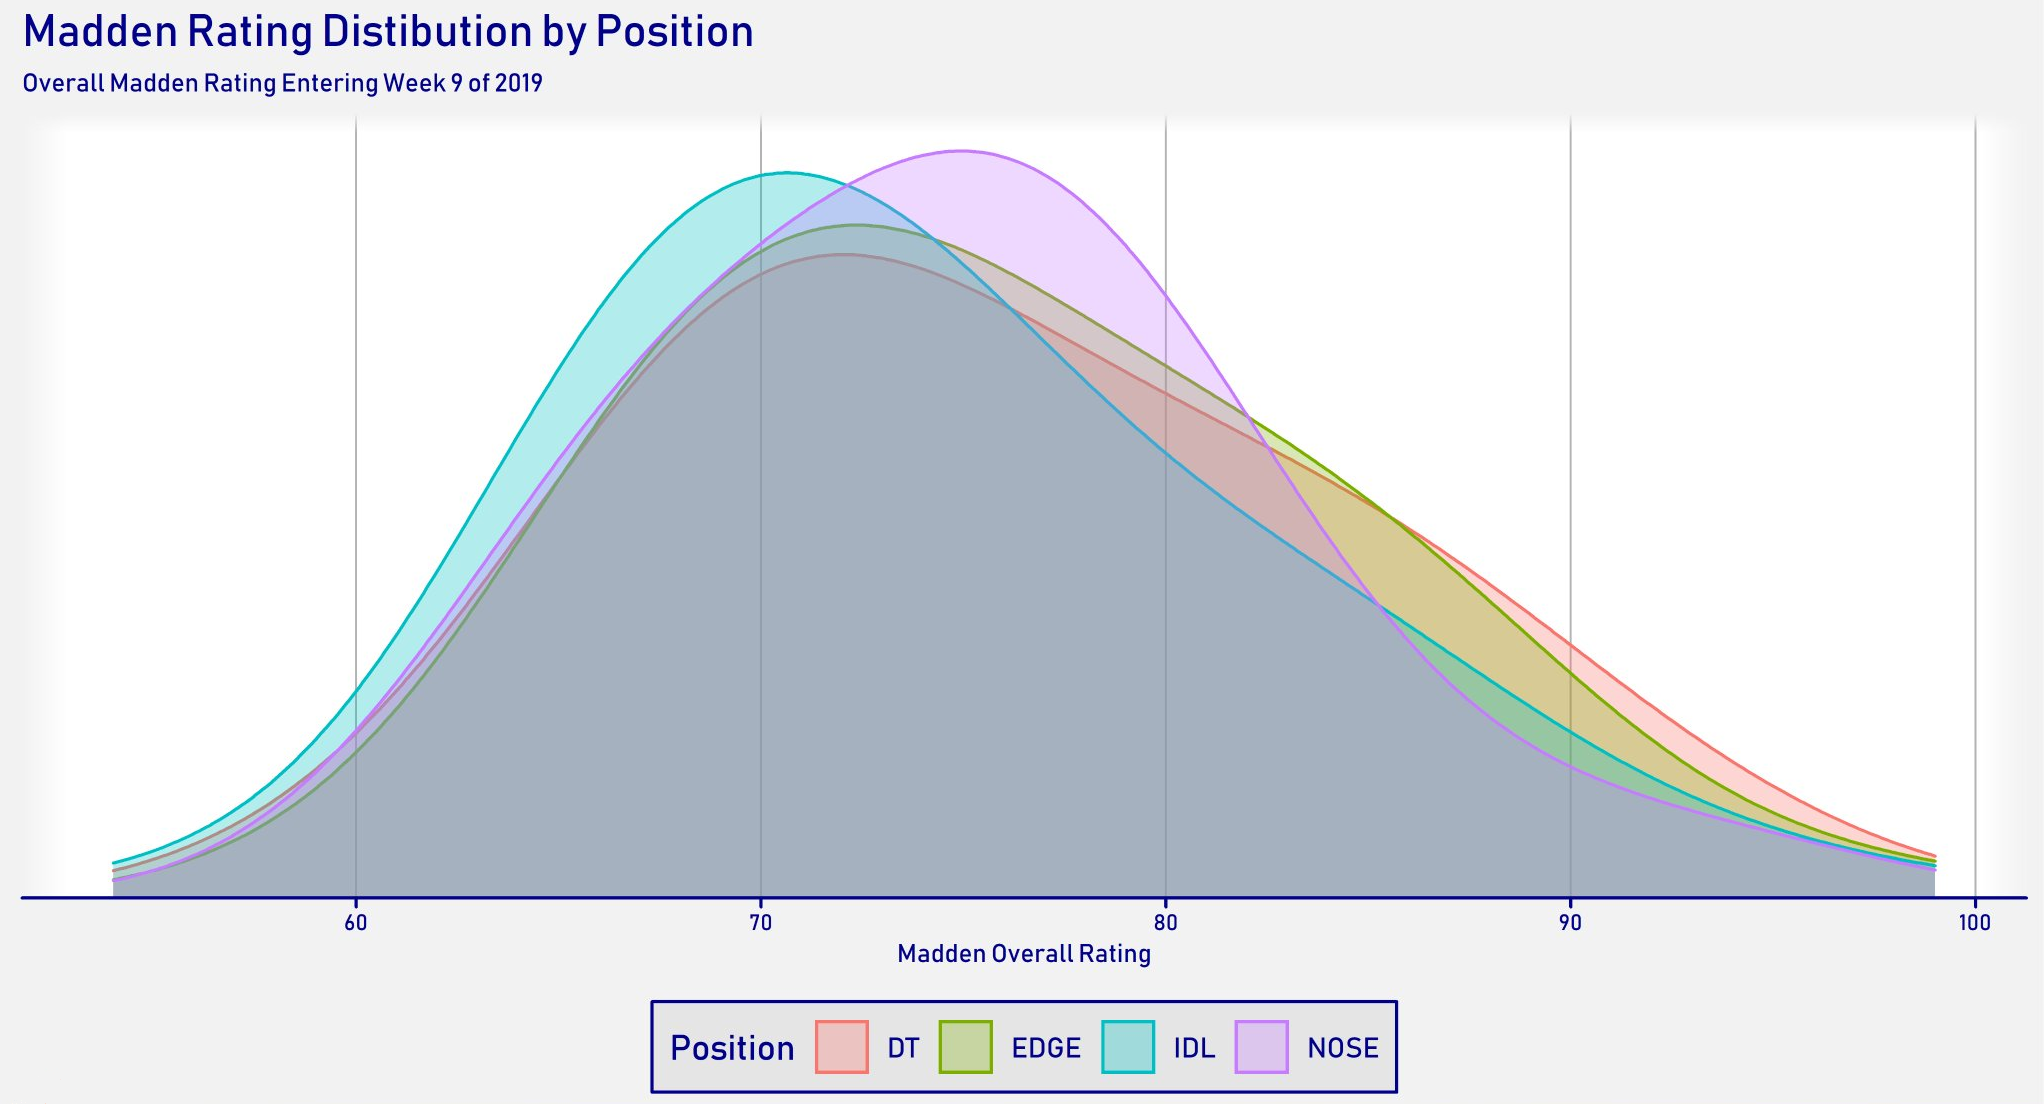 Madden Rating Distibution by Position
Overall Madden Rating Entering Week 9 of 2019
60 70 80 90 100
Madden Overall Rating
Position DT EDGE IDL NOSE